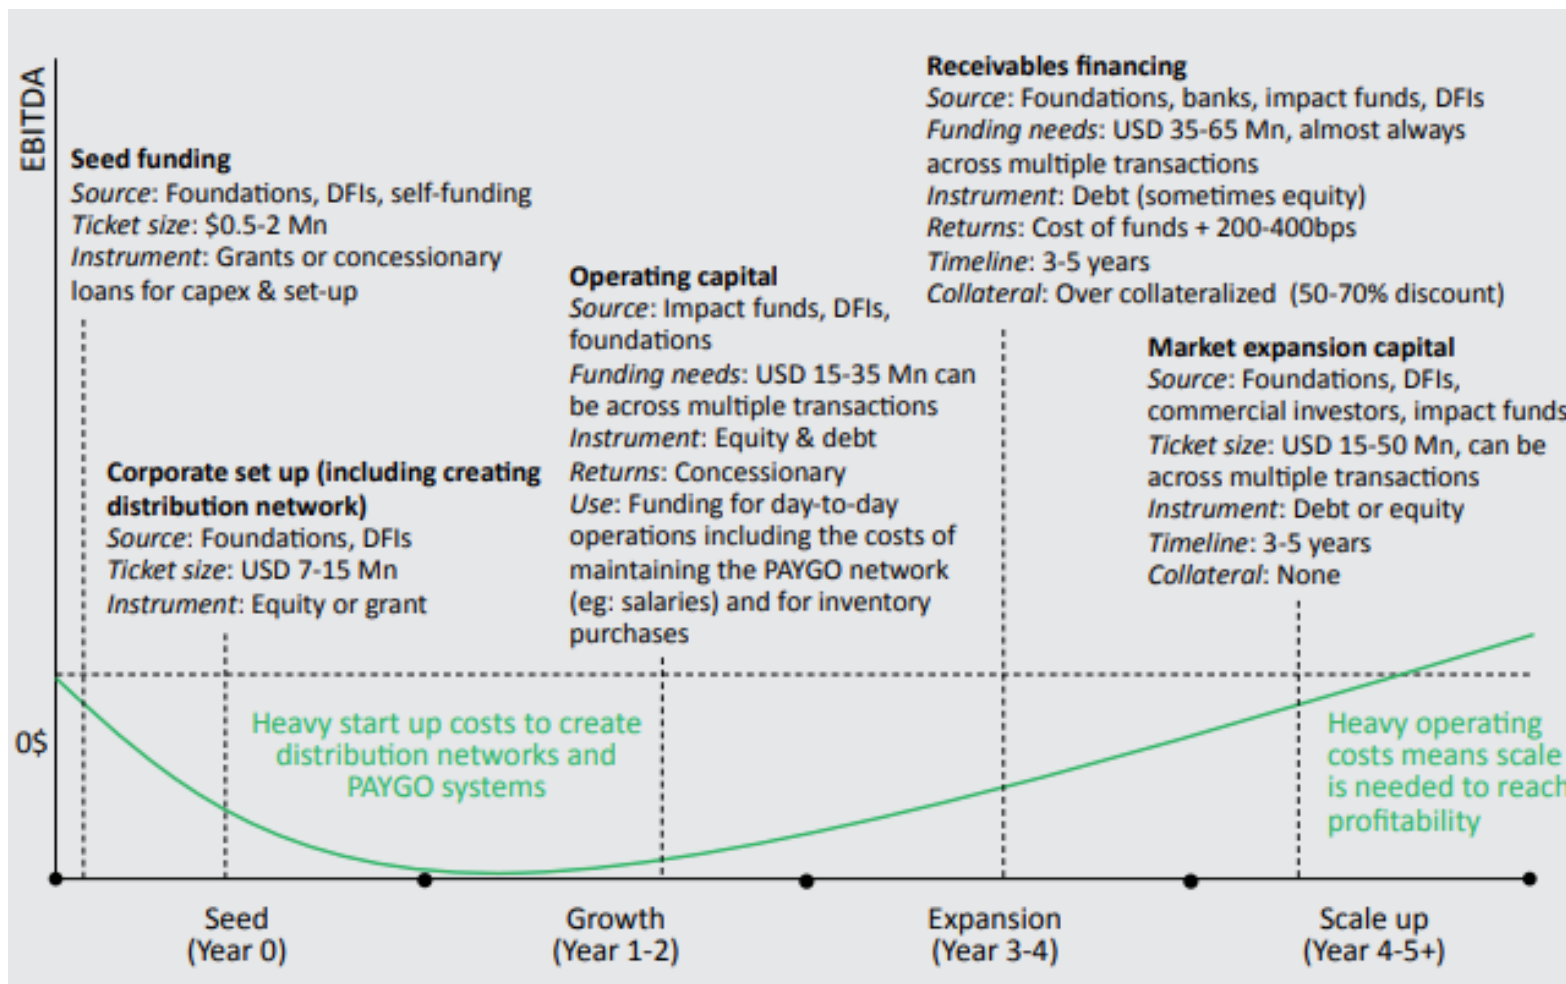 EBITDA
Seed funding
Source: Foundations, DFIs, self-funding
Ticket size: $0.5-2 Mn
Instrument: Grants or concessionary
loans for capex & set-up
Corporate set up (including creating
distribution network)
Source: Foundations, DFIs
Ticket size: USD 7-15 Mn
Instrument: Equity or grant
Operating capital
Source: Impact funds, DFIs,
foundations
Funding needs: USD 15-35 Mn can
be across multiple transactions
Instrument: Equity & debt
Returns: Concessionary
Use: Funding for day-to-day
operations including the costs of
maintaining the PAYGO network
(eg: salaries) and for inventory
purchases
Receivables financing
Source: Foundations, banks, impact funds, DFIs
Funding needs: USD 35-65 Mn, almost always
across multiple transactions
Instrument: Debt (sometimes equity)
Returns: Cost of funds + 200-400bps
Timeline: 3-5 years
Collateral: Over collateralized (50-70% discount)
Market expansion capital
Source: Foundations, DFIs,
commercial investors, impact funds
Ticket size: USD 15-50 Mn, can be
across multiple transactions
Instrument: Debt or equity
Timeline: 3-5 years
Collateral: None
0$
Heavy start up costs to create
distribution networks and
PAYGO systems
Heavy operating
costs means scale
is needed to reach
profitability
Seed
(Year 0)
Growth
(Year 1-2)
Expansion
(Year 3-4)
Scale up
(Year 4-5+)